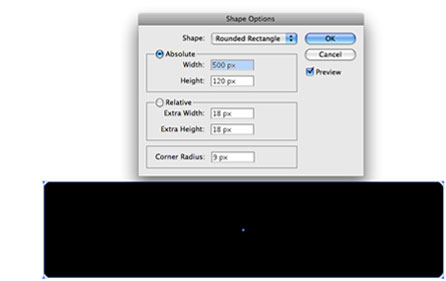 Shape Options
Shape: Rounded Rectangle OK
Absolute Cancel
Width: 500 px Preview
Height: 120 px
Relative
Extra Width: 18 px
Extra Height: 18 px
Corner Radius: 9 px